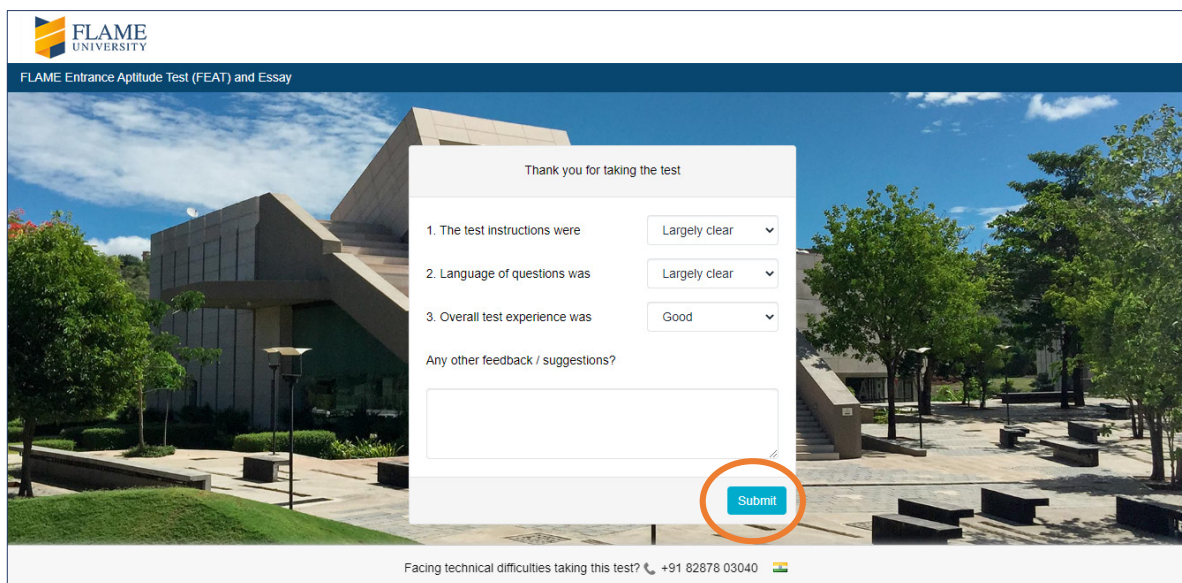 FLAME
UNIVERSITY
FLAME Entrance Aptitude Test (FEAT) and Essay
Thank you for taking the test
1. The test instructions were Largely clear
2. Language of questions was Largely clear
3. Overall test experience was Good
Any other feedback / suggestions?
Submit
Facing technical difficulties taking this test? +91 82878 03040